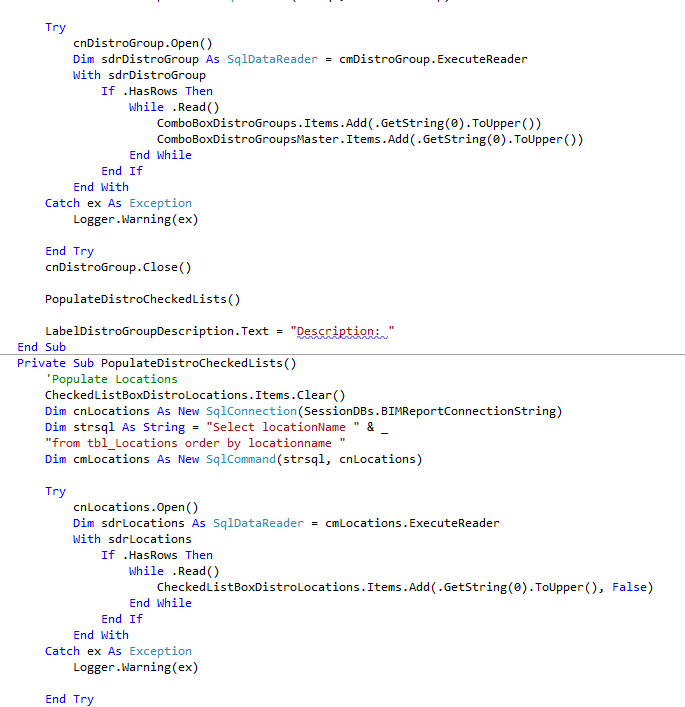 Try
cnDistroGroup.Open()
Dim sdrDistroGroup As SqlDataReader = cmDistroGroup.ExecuteReader
With sdrDistroGroup
If .HasRows Then
While .Read()
ComboBoxDistroGroups.Items.Add(.GetString(0).ToUpper())
ComboBoxDistroGroupsMaster.Items.Add(.GetString(0).ToUpper())
End While
End If
End With
Catch ex As Exception
Logger.Warning(ex)
End Try
cnDistroGroup.Close()
PopulateDistroCheckedLists()
LabelDistroGroupDescription.Text = "Description: "
End Sub
Private Sub PopulateDistroCheckedLists()
'Populate Locations
CheckedListBoxDistroLocations.Items.Clear()
Dim cnLocations As New SqlConnection(SessionDBs.BIMReportConnectionString)
Dim strsql As String = "Select locationName " & _
"from tbl_Locations order by locationname "
Dim cmLocations As New SqlCommand(strsql, cnLocations)
Try
cnLocations.Open()
Dim sdrLocations As SqlDataReader = cmLocations.ExecuteReader
With sdrLocations
If .HasRows Then
While .Read()
CheckedListBoxDistroLocations.Items.Add(.GetString(0).ToUpper(), False)
End While
End If
End With
Catch ex As Exception
Logger.Warning(ex)
End Try